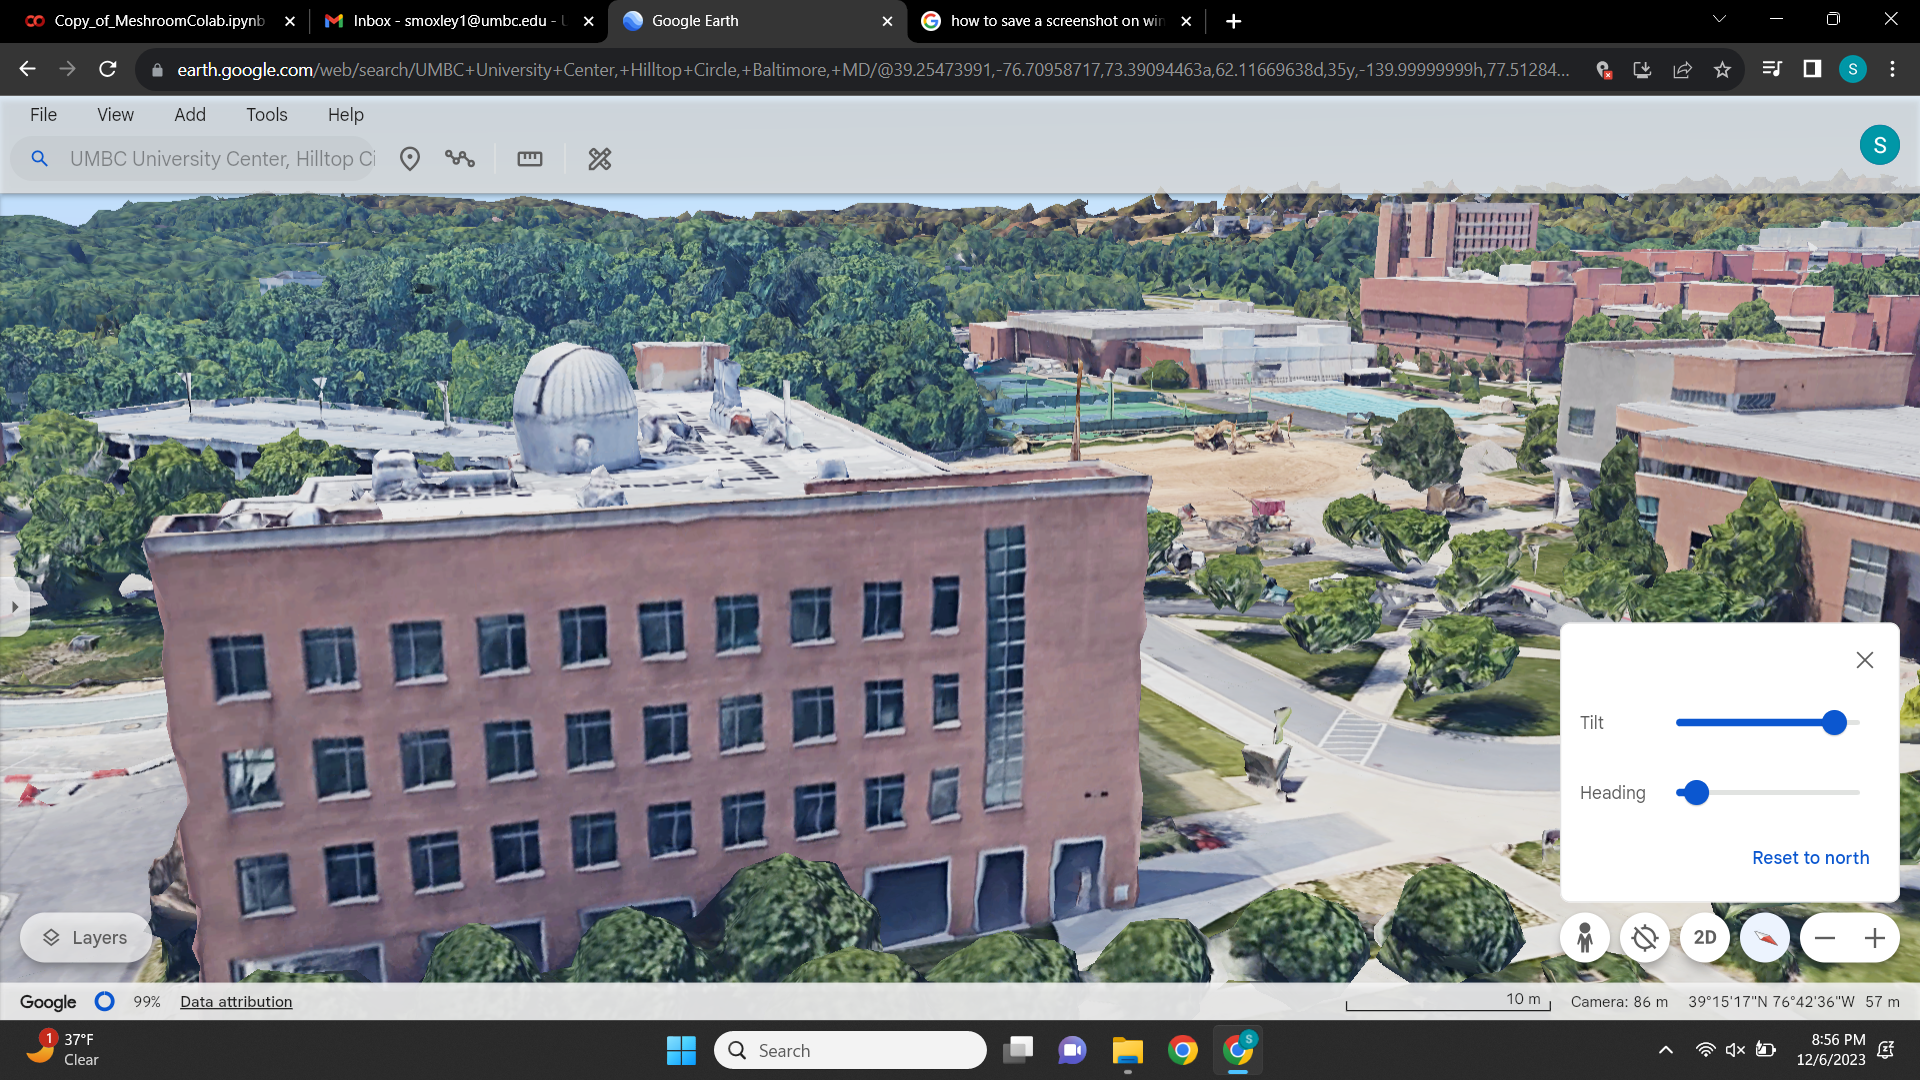 Copy_of_MeshroomColab.ipynb
Inbox - smoxley1@umbc.edu - U
Google Earth
how to save a screenshot on win
earth.google.com/web/search/UMBC+University+Center,+Hilltop+Circle,+Baltimore,+MD/@39.25473991,-76.70958717,73.39094463a,62.11669638d,35y,-139.99999999h,77.51284...
S
File View Add Tools Help
UMBC University Center, Hilltop Ci
S
Tilt
Heading
Reset to north
Layers
2D
Google 99% Data attribution
10 m
Camera: 86 m 39°15'17"N 76°42'36"W 57 m
1
37°F
Clear
Search
S
8:56 PM
12/6/2023